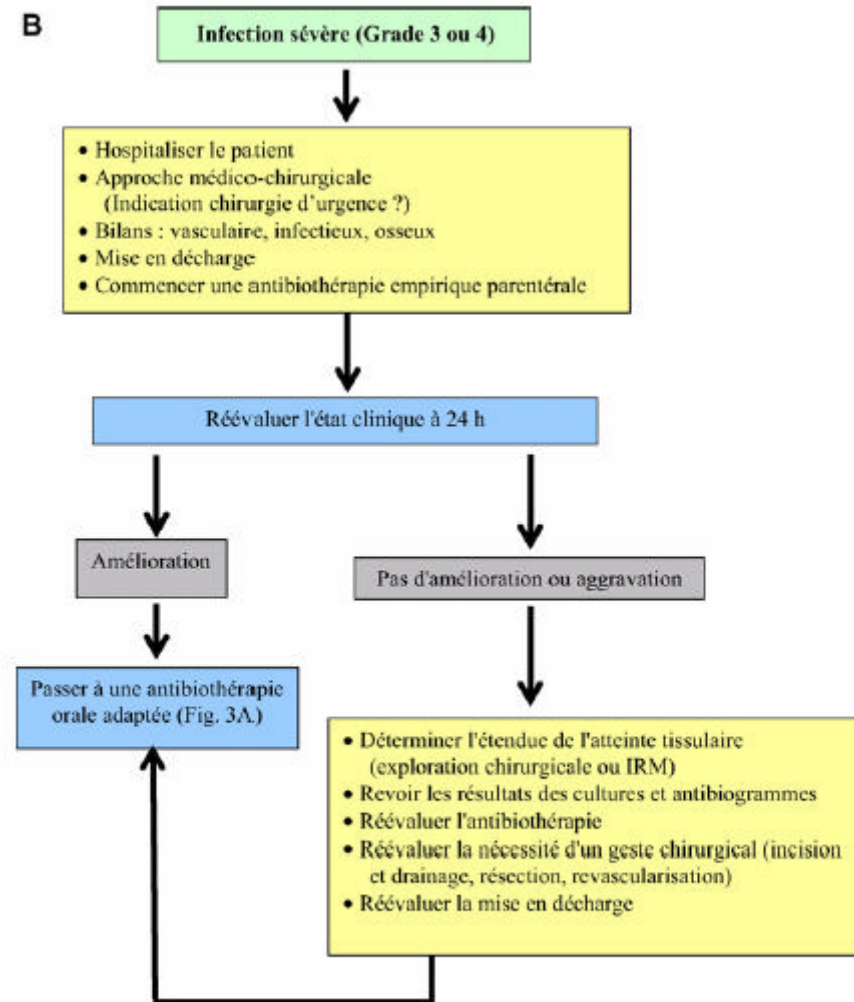 B
Infection sévère (Grade 3 ou 4)
• Hospitaliser le patient
• Approche médico-chirurgicale
(Indication chirurgie d'urgence ?)
• Bilans : vasculaire, infectieux, osseux
• Mise en décharge
• Commencer une antibiothérapie empirique parentérale
Réévaluer l'état clinique à 24 h
Amélioration
Pas d'amélioration ou aggravation
Passer à une antibiothérapie
orale adaptée (Fig. 3A)
• Déterminer l'étendue de l'atteinte tissulaire
(exploration chirurgicale ou IRM)
• Revoir les résultats des cultures et antibiogrammes
• Réévaluer l'antibiothérapie
• Réévaluer la nécessité d'un geste chirurgical (incision
et drainage, résection, revascularisation)
• Réévaluer la mise en décharge